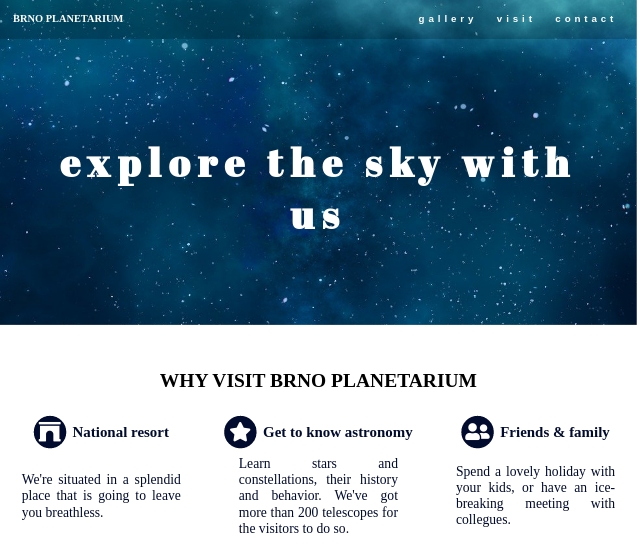 BRNO PLANETARIUM
gallery visit contact
explore the sky with
us
WHY VISIT BRNO PLANETARIUM
National resort
We're situated in a splendid
place that is going to leave
you breathless.
Get to know astronomy
Learn stars and
constellations, their history
and behavior. We've got
more than 200 telescopes for
the visitors to do so.
Friends & family
Spend a lovely holiday with
your kids, or have an ice-
breaking meeting with
collegues.